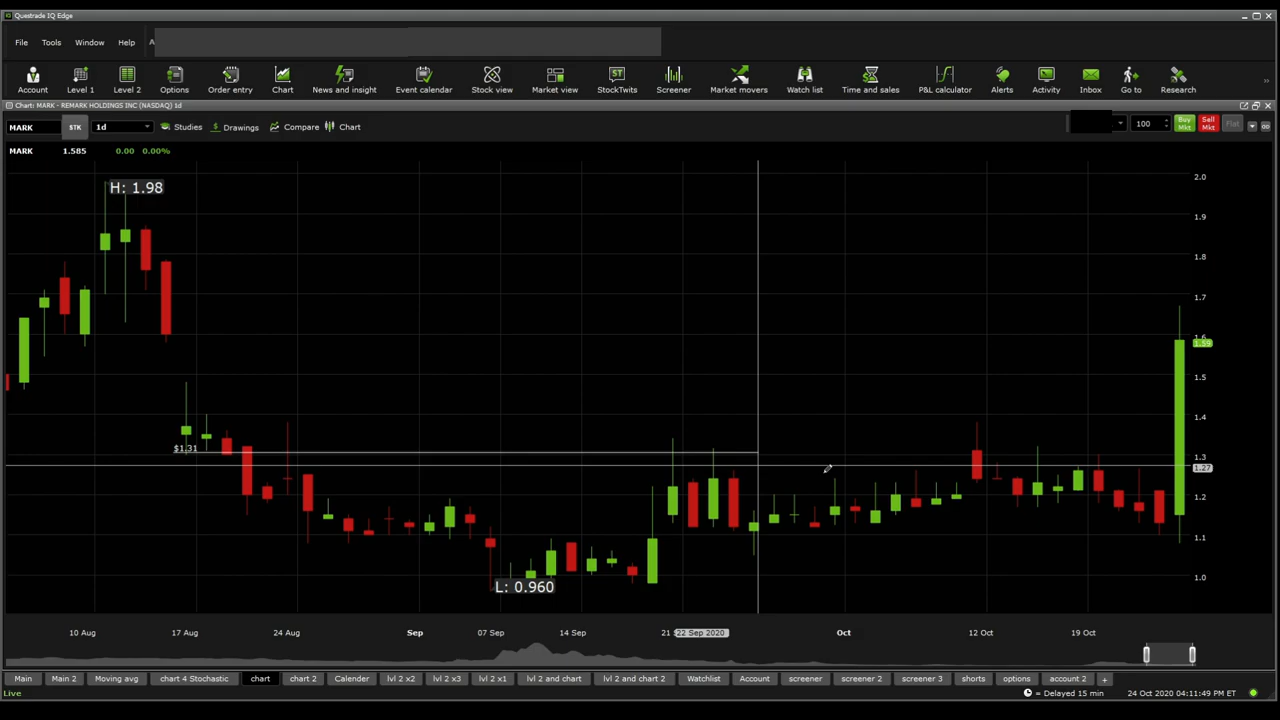 Questrade IQ Edge
File Tools Window Help A
Account Level 1 Level 2 Options Order entry Chart News and insight Event calendar Stock view Market view StockTwits Screener Market movers Watch list Time and sales P&L calculator Alerts Activity Inbox Go to Research
Chart: MARK - REMARK HOLDINGS INC (NASDAQ) 1d
MARK STK 1d Studies Drawings Compare Chart 100 Buy Mkt Sell Mkt Flat
MARK 1.585 0.00 0.00%
2.0
H: 1.98
1.9
1.8
1.7
1.6
1.59
1.5
1.4
$1.31
1.3
1.27
1.2
1.1
1.0
L: 0.960
10 Aug 17 Aug 24 Aug Sep 07 Sep 14 Sep 21 22 Sep 2020 Oct 12 Oct 19 Oct
Main Main 2 Moving avg chart 4 Stochastic chart chart 2 Calender lvl 2 x2 lvl 2 x3 lvl 2 x1 lvl 2 and chart lvl 2 and chart 2 Watchlist Account screener screener 2 screener 3 shorts options account 2 +
Live = Delayed 15 min 24 Oct 2020 04:11:49 PM ET